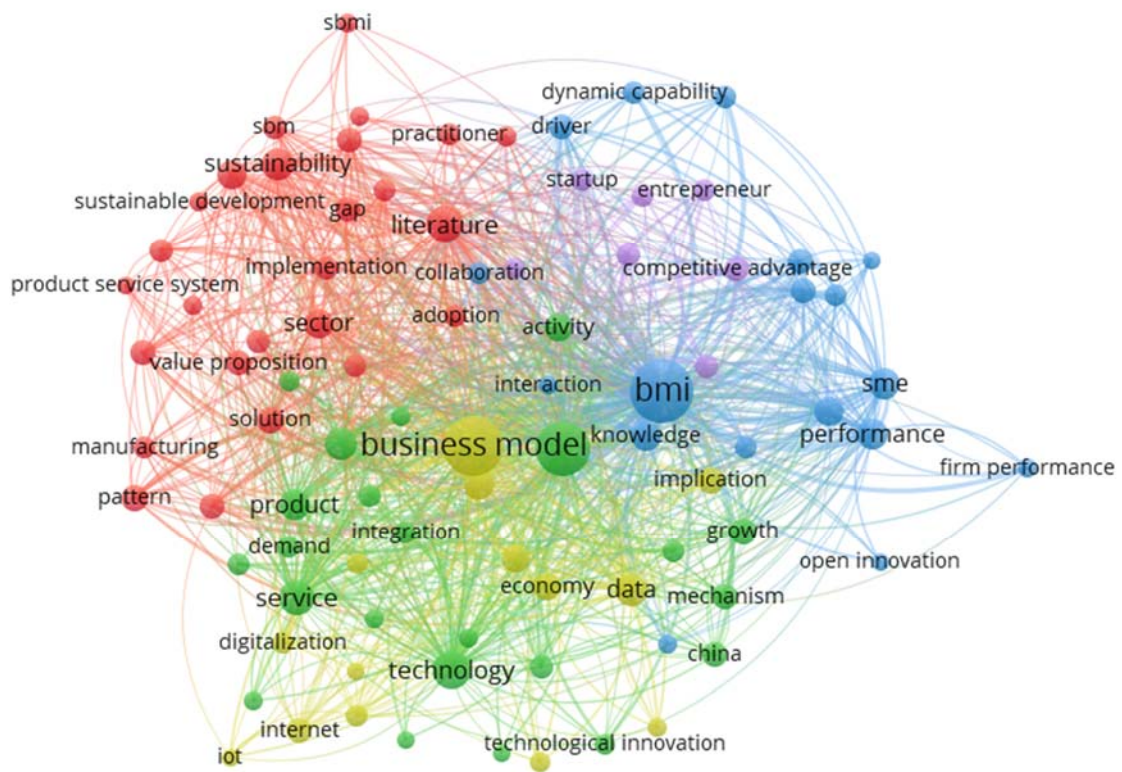 sbmi
dynamic capability
sbm
practitioner
driver
sustainability
startup
entrepreneur
sustainable development
gap
literature
implementation
collaboration
competitive advantage
product service system
sector
adoption
activity
value proposition
interaction
bmi
sme
solution
manufacturing
business model
knowledge
performance
firm performance
implication
pattern
product
integration
growth
demand
open innovation
economy
data
mechanism
service
digitalization
china
technology
internet
technological innovation
iot